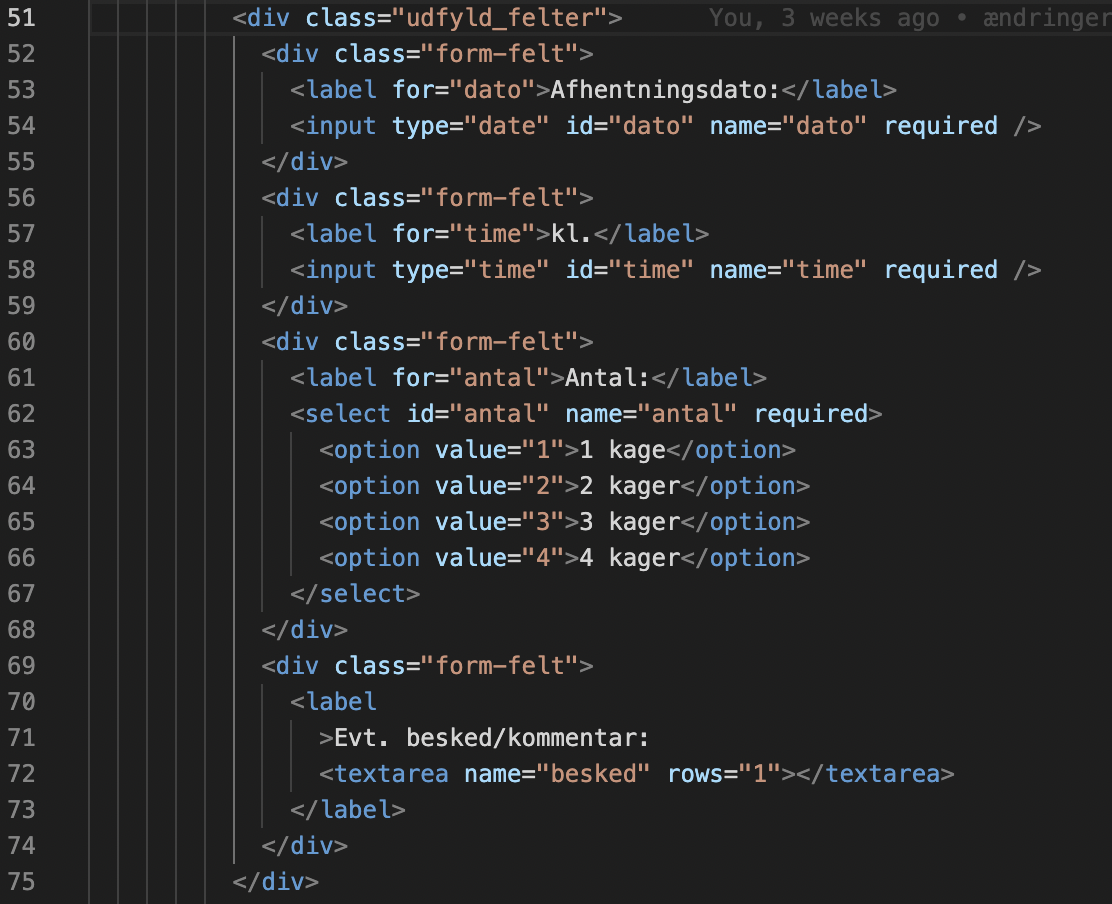 51 <div class="udfyld_felter"> You, 3 weeks ago • ændringer
52 <div class="form-felt">
53 <label for="dato">Afhentningsdato:</label>
54 <input type="date" id="dato" name="dato" required />
55 </div>
56 <div class="form-felt">
57 <label for="time">kl.</label>
58 <input type="time" id="time" name="time" required />
59 </div>
60 <div class="form-felt">
61 <label for="antal">Antal:</label>
62 <select id="antal" name="antal" required>
63 <option value="1">1 kage</option>
64 <option value="2">2 kager</option>
65 <option value="3">3 kager</option>
66 <option value="4">4 kager</option>
67 </select>
68 </div>
69 <div class="form-felt">
70 <label
71 >Evt. besked/kommentar:
72 <textarea name="besked" rows="1"></textarea>
73 </label>
74 </div>
75 </div>